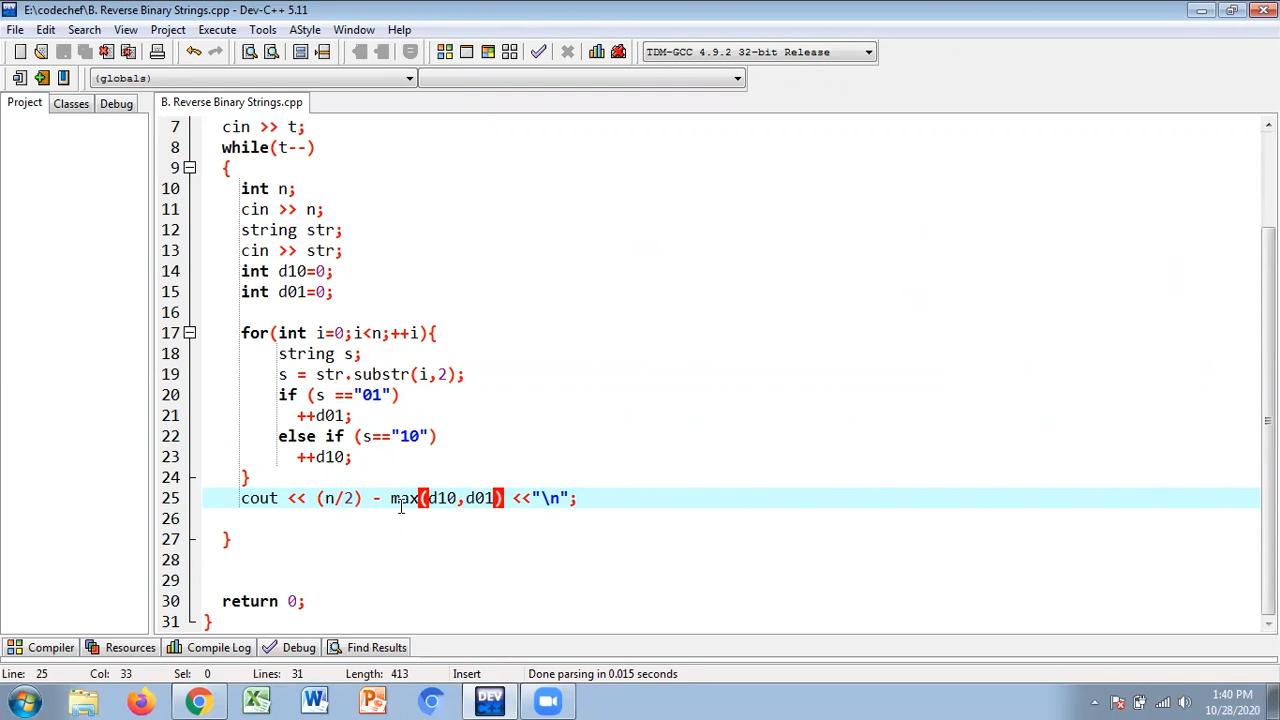 E:\codechef\B. Reverse Binary Strings.cpp - Dev-C++ 5.11
File Edit Search View Project Execute Tools AStyle Window Help
TDM-GCC 4.9.2 32-bit Release
(globals)
Project Classes Debug B. Reverse Binary Strings.cpp
7 cin >> t;
8 while(t--)
9 {
10 int n;
11 cin >> n;
12 string str;
13 cin >> str;
14 int d10=0;
15 int d01=0;
16
17 for(int i=0;i<n;++i){
18 string s;
19 s = str.substr(i,2);
20 if (s =="01")
21 ++d01;
22 else if (s=="10")
23 ++d10;
24 }
25 cout << (n/2) - max(d10,d01) <<"\n";
26
27 }
28
29
30 return 0;
31 }
Compiler Resources Compile Log Debug Find Results
Line: 25 Col: 33 Sel: 0 Lines: 31 Length: 413 Insert Done parsing in 0.015 seconds
1:40 PM
10/28/2020